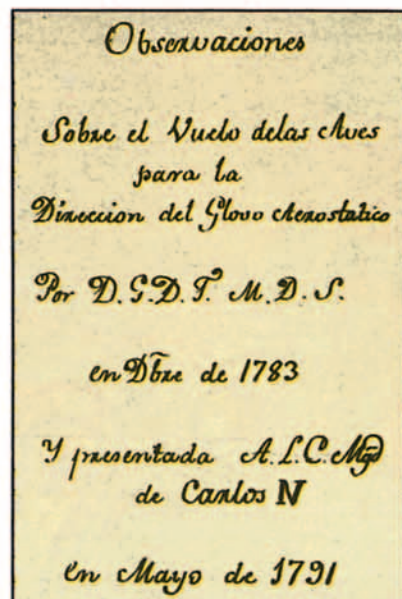 Observaciones
Sobre el Vuelo delas Aves
para la
Direccion del Glovo Aerostatico
Por D. G. D. T. M. D. S.
en Dbre de 1783
Y presentada A. L. C. Mgd
de Carlos IV
en Mayo de 1791